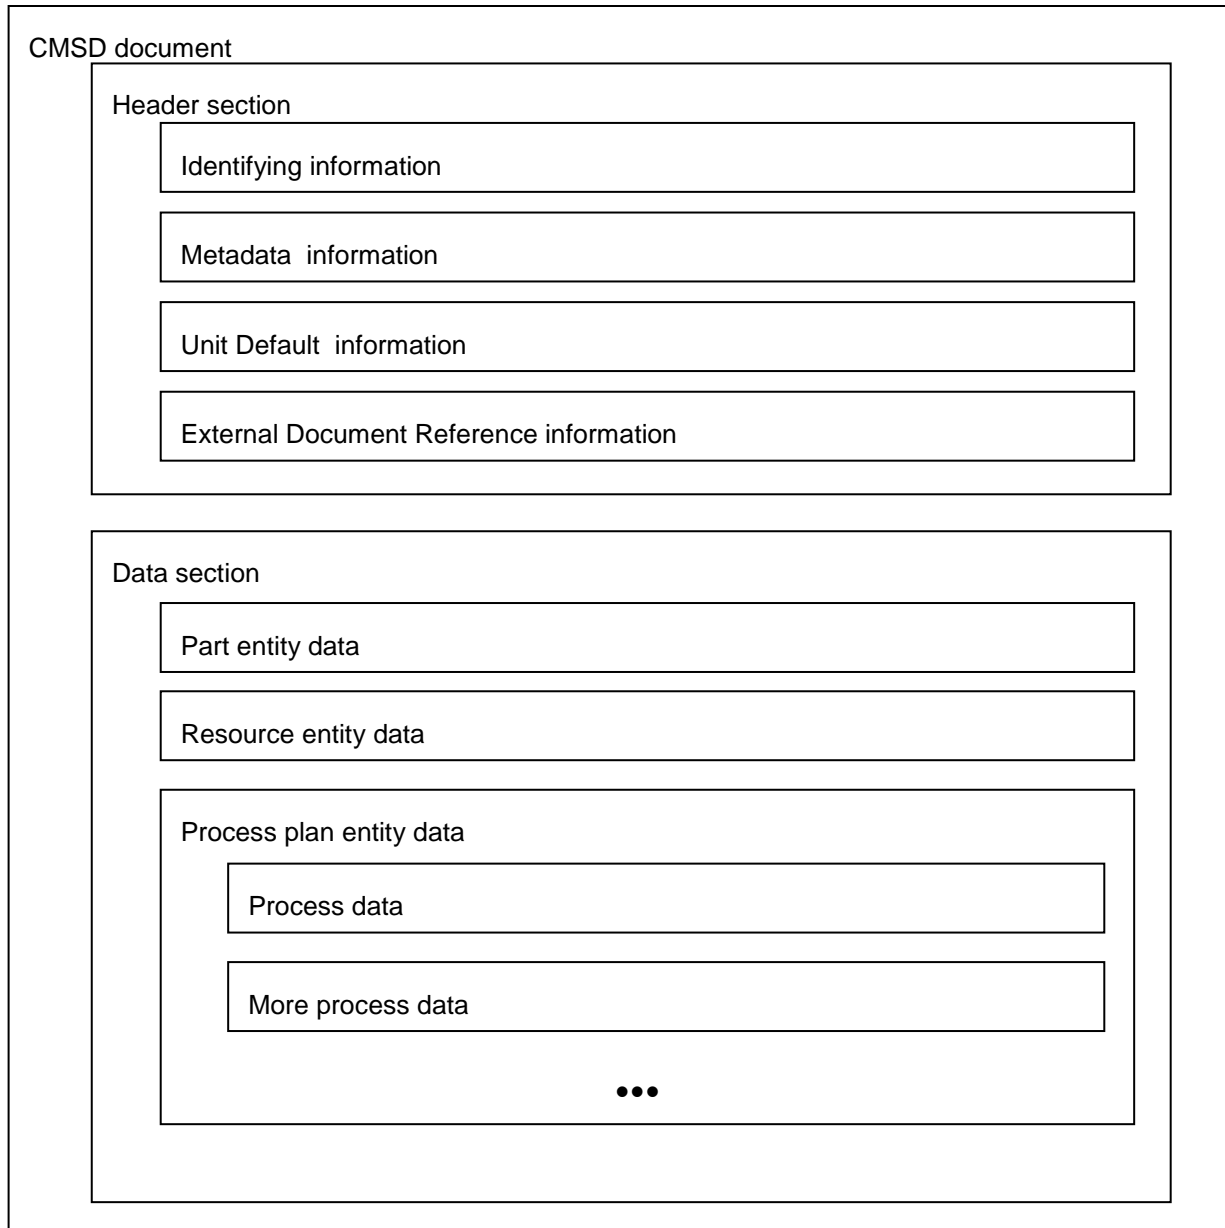 CMSD document
Header section
Identifying information
Metadata  information
Unit Default  information
External Document Reference information
Data section
Part entity data
Resource entity data
Process plan entity data
Process data
More process data
•••